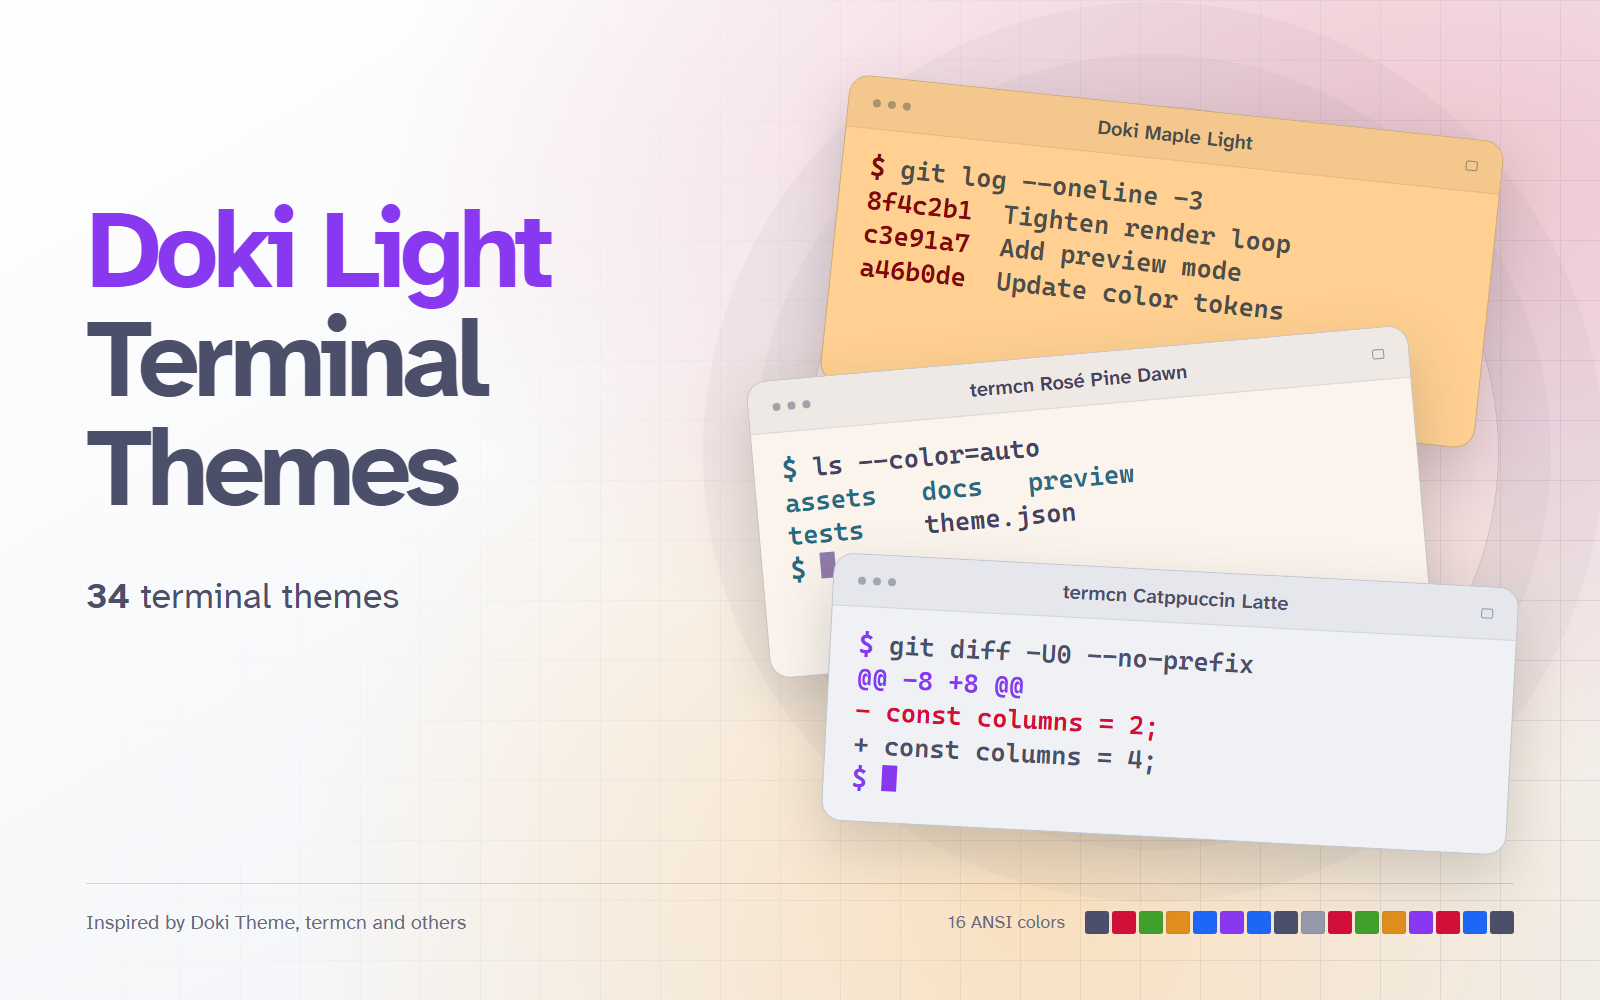 Doki Light
Terminal
Themes
34 terminal themes
Doki Maple Light
$ git log --oneline -3
8f4c2b1 Tighten render loop
c3e91a7 Add preview mode
a46b0de Update color tokens
termcn Rosé Pine Dawn
$ ls --color=auto
assets docs preview
tests theme.json
$
termcn Catppuccin Latte
$ git diff -U0 --no-prefix
@@ -8 +8 @@
- const columns = 2;
+ const columns = 4;
$
Inspired by Doki Theme, termcn and others
16 ANSI colors